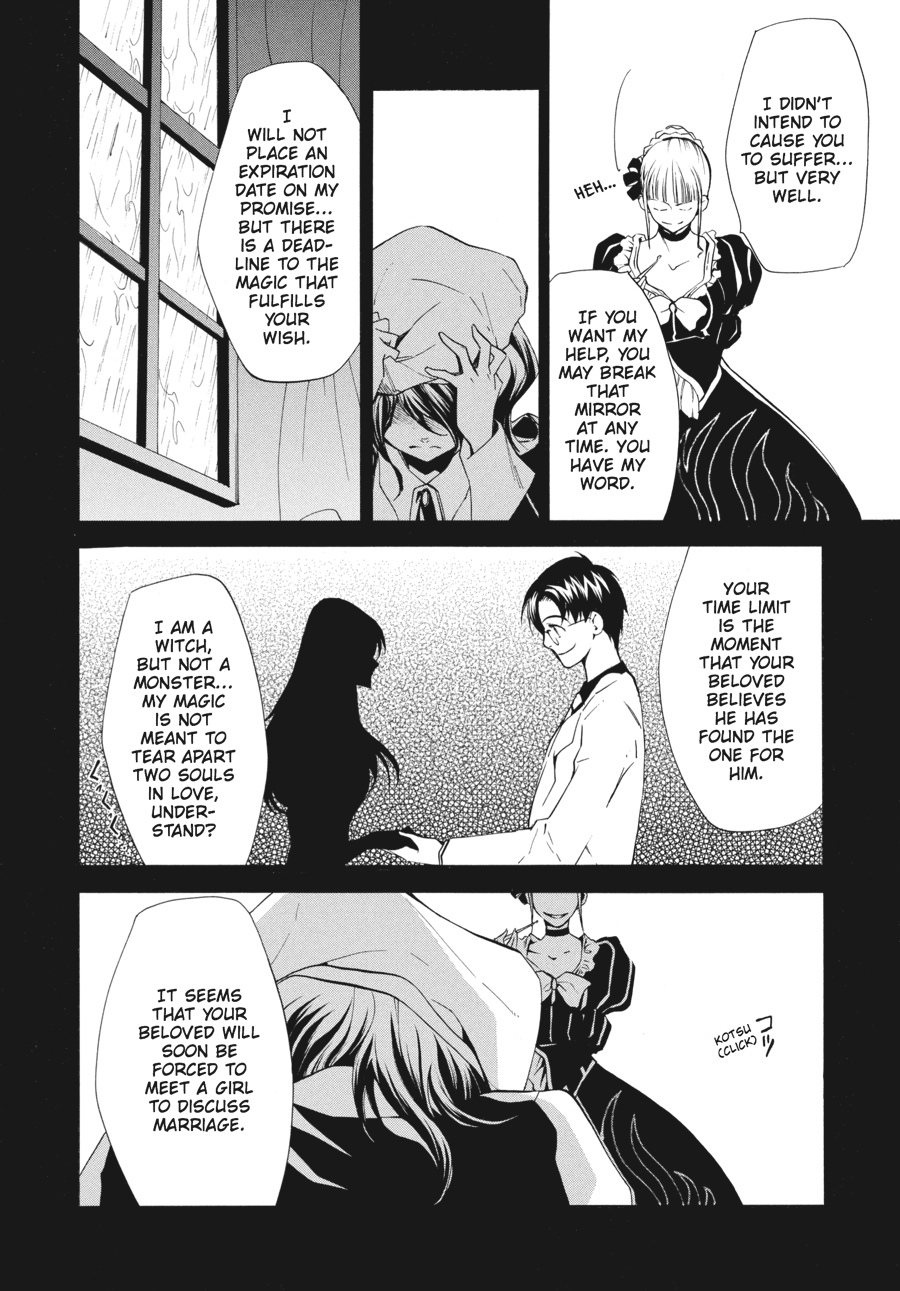 I DIDN'T
INTEND TO
CAUSE YOU
TO SUFFER...
BUT VERY
WELL.
HEH...
IF YOU
WANT MY
HELP, YOU
MAY BREAK
THAT
MIRROR
AT ANY
TIME. YOU
HAVE MY
WORD.
I
WILL NOT
PLACE AN
EXPIRATION
DATE ON MY
PROMISE...
BUT THERE
IS A DEAD-
LINE TO THE
MAGIC THAT
FULFILLS
YOUR
WISH.
YOUR
TIME LIMIT
IS THE
MOMENT
THAT YOUR
BELOVED
BELIEVES
HE HAS
FOUND THE
ONE FOR
HIM.
I AM A
WITCH,
BUT NOT A
MONSTER...
MY MAGIC
IS NOT
MEANT TO
TEAR APART
TWO SOULS
IN LOVE,
UNDER-
STAND?
くくく
コッ
KOTSU
(CLICK)
IT SEEMS
THAT YOUR
BELOVED WILL
SOON BE
FORCED TO
MEET A GIRL
TO DISCUSS
MARRIAGE.